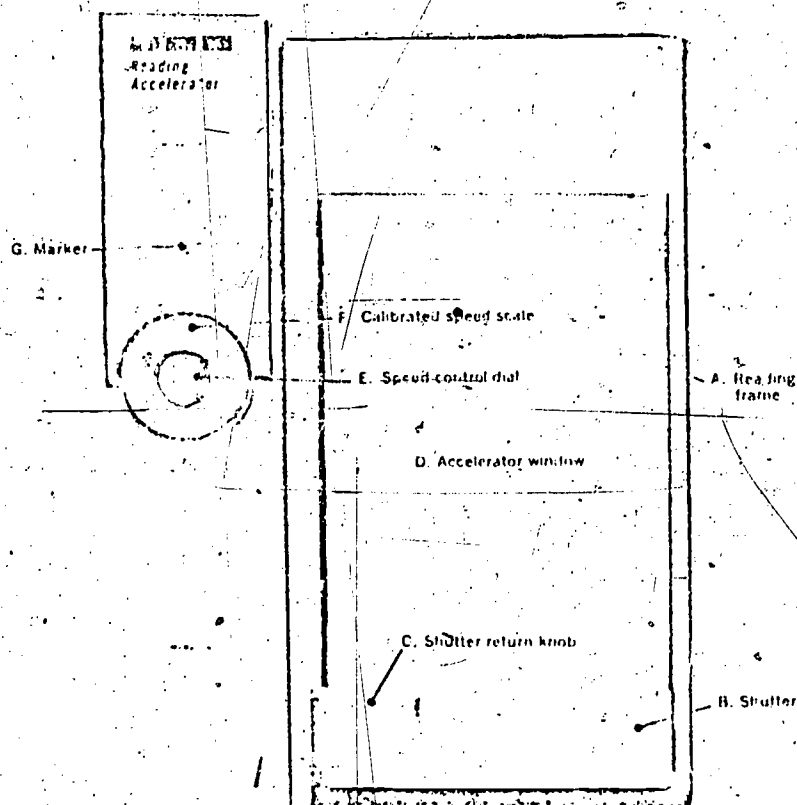 Reading
Accelerator
G. Marker
F. Calibrated speed scale
E. Speed control dial
A. Reading
frame
D. Accelerator window
C. Shutter return knob
B. Shutter